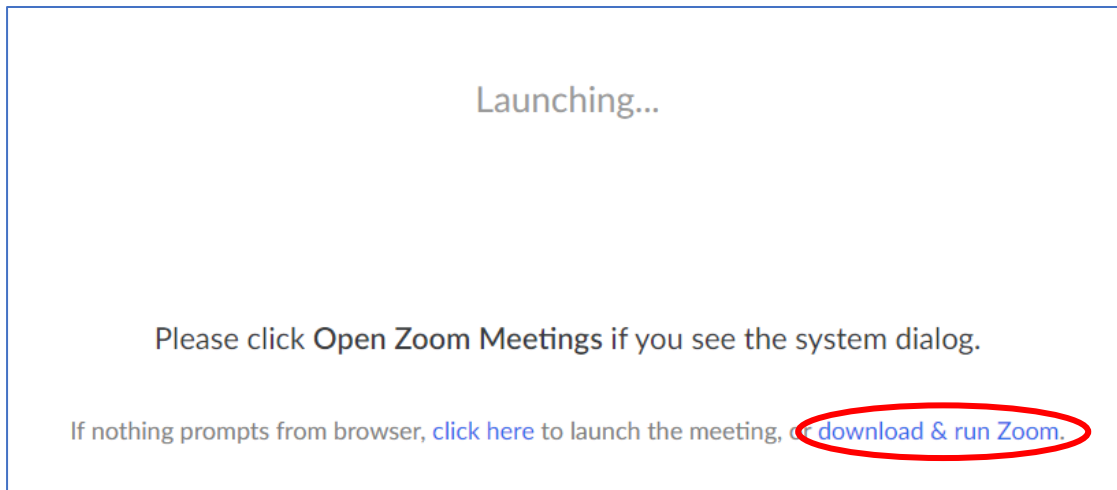 Launching...
Please click Open Zoom Meetings if you see the system dialog.
If nothing prompts from browser, click here to launch the meeting, or download & run Zoom.